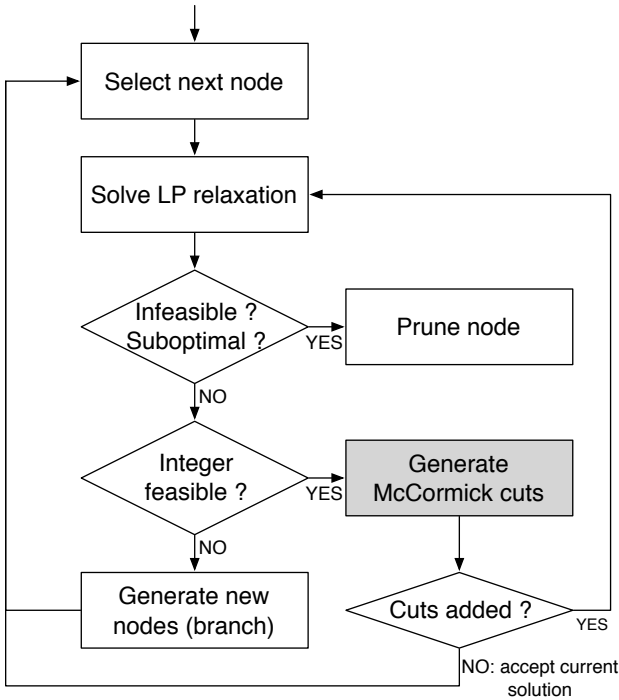 Select next node
Solve LP relaxation
Infeasible ?
Suboptimal ?
YES
Prune node
NO
Integer
feasible ?
YES
Generate
McCormick cuts
NO
Generate new
nodes (branch)
Cuts added ?
YES
NO: accept current
solution